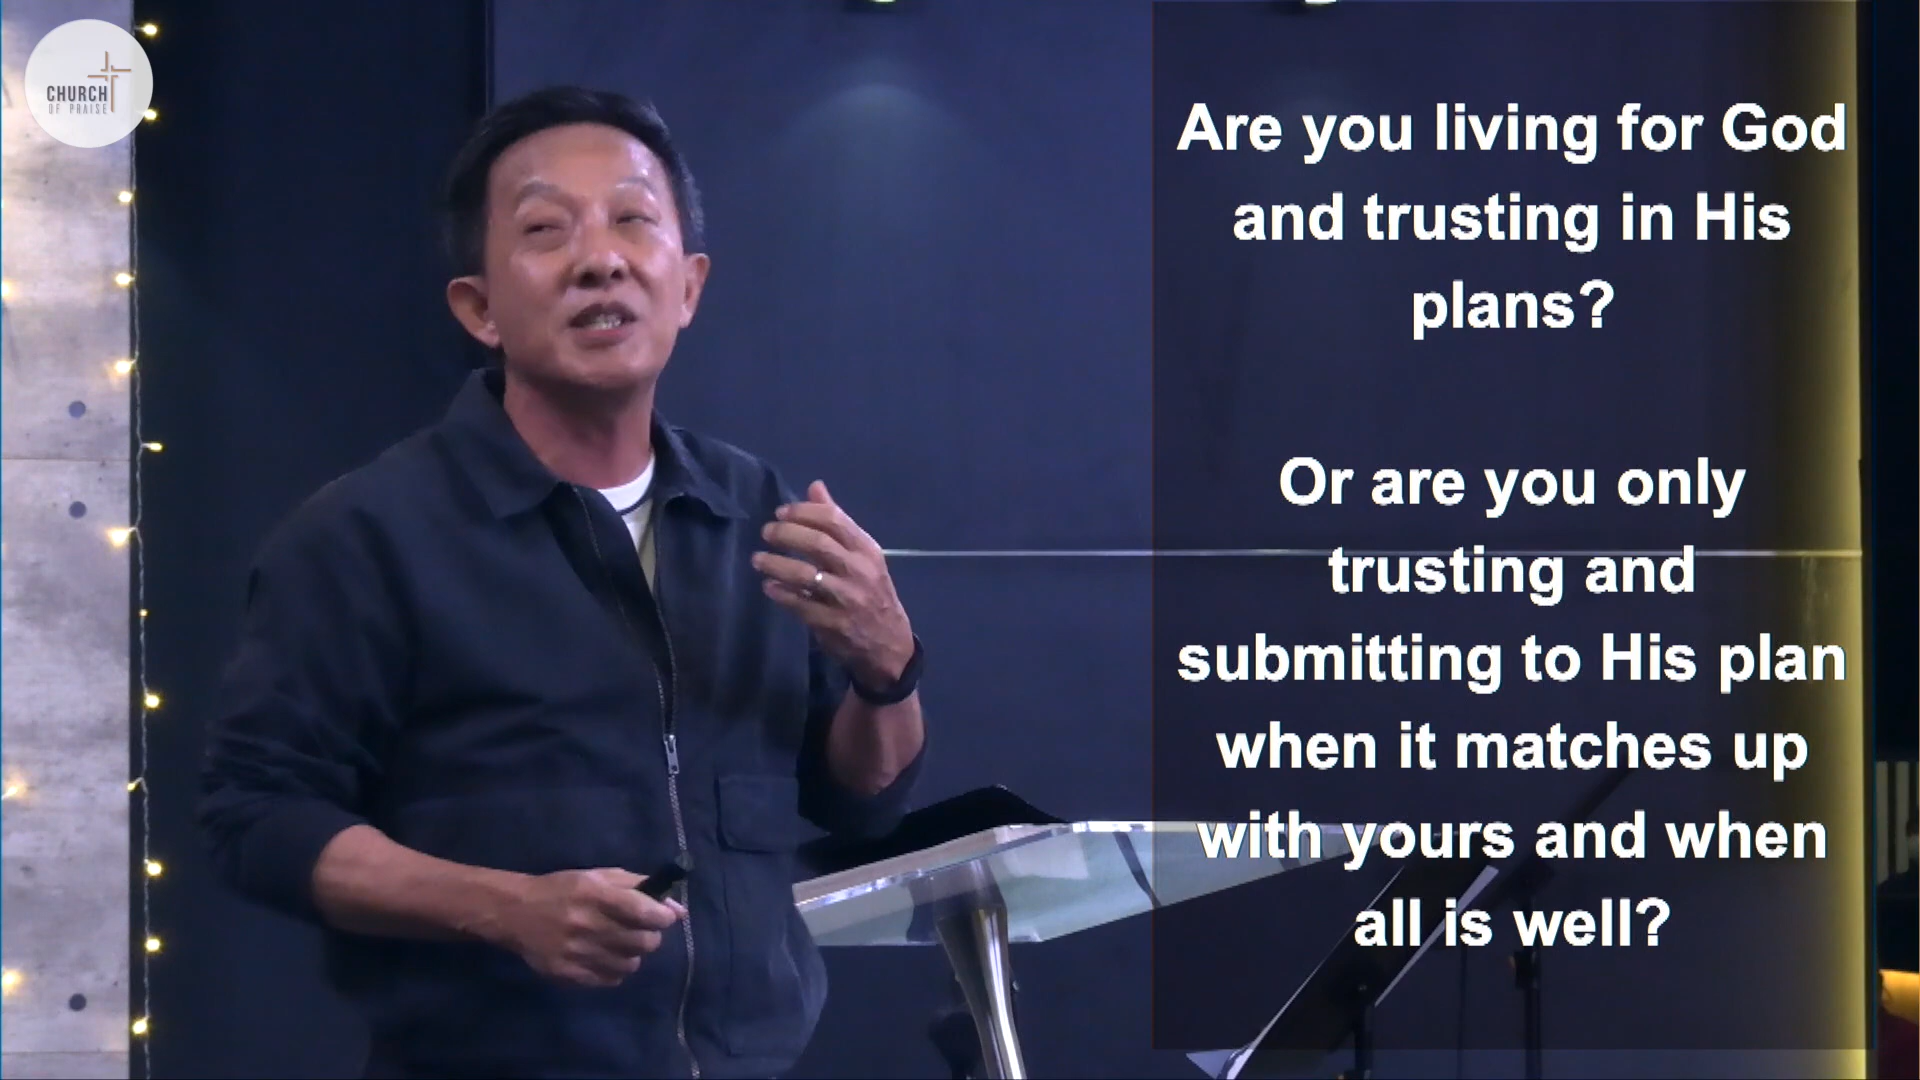 CHURCH
OF PRAISE
Are you living for God
and trusting in His
plans?
Or are you only
trusting and
submitting to His plan
when it matches up
with yours and when
all is well?